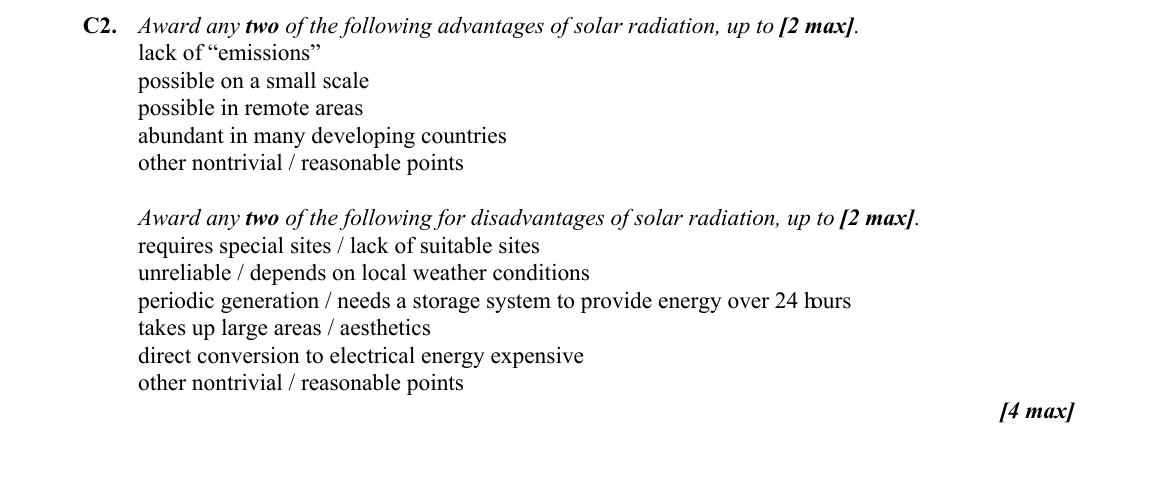 C2. Award any two of the following advantages of solar radiation, up to [2 max].
lack of “emissions”
possible on a small scale
possible in remote areas
abundant in many developing countries
other nontrivial / reasonable points
Award any two of the following for disadvantages of solar radiation, up to [2 max].
requires special sites / lack of suitable sites
unreliable / depends on local weather conditions
periodic generation / needs a storage system to provide energy over 24 hours
takes up large areas / aesthetics
direct conversion to electrical energy expensive
other nontrivial / reasonable points
[4 max]